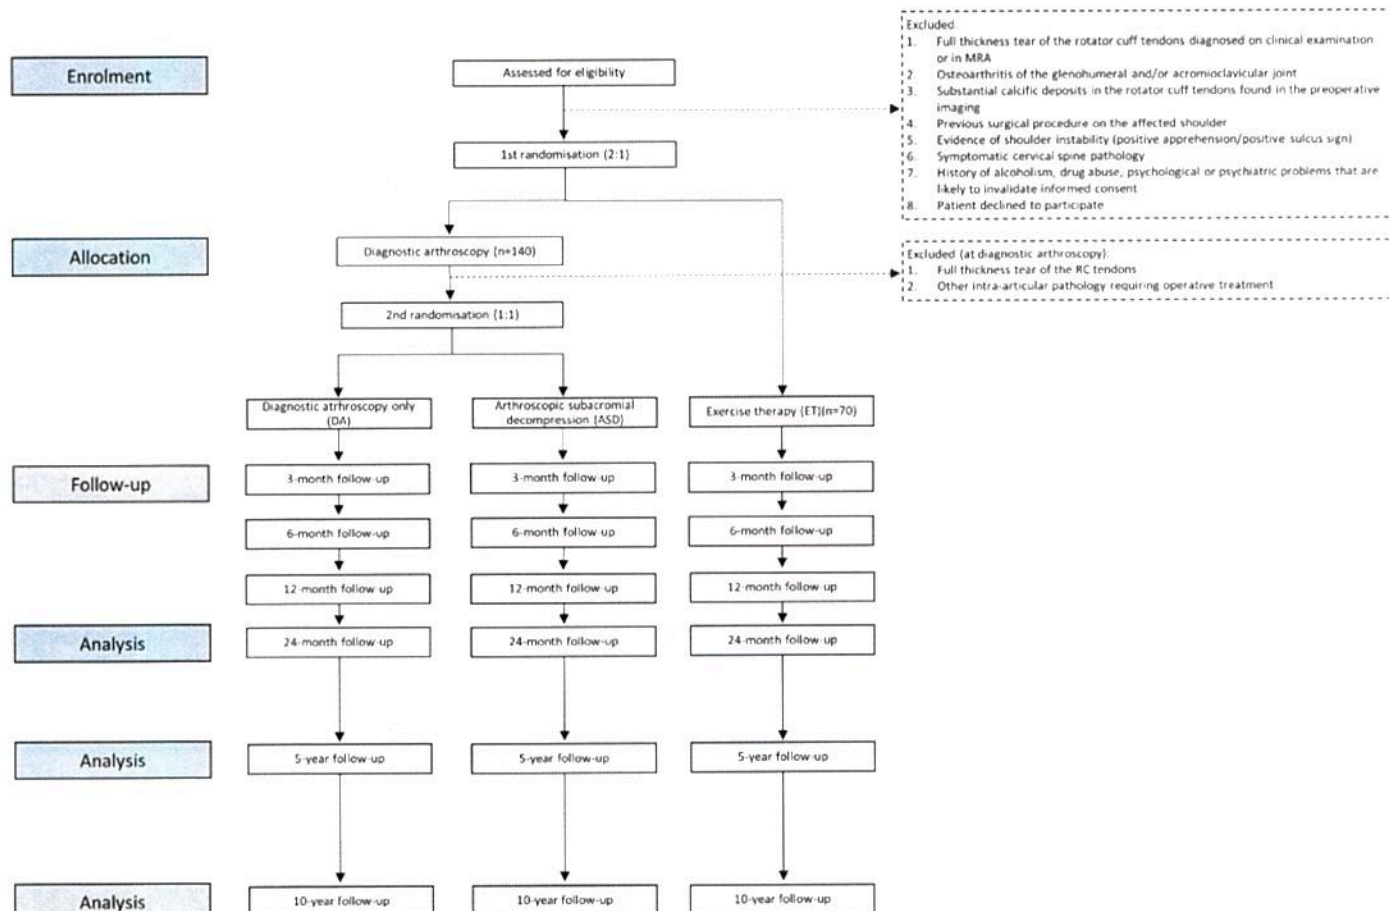 Enrolment
Assessed for eligibility
Excluded:
1. Full thickness tear of the rotator cuff tendons diagnosed on clinical examination
or in MRA
2 Osteoarthritis of the glenohumeral and/or acromioclavicular joint
3. Substantial calcific deposits in the rotator cuff tendons found in the preoperative
imaging
4. Previous surgical procedure on the affected shoulder
5. Evidence of shoulder instability (positive apprehension/positive sulcus sign)
6. Symptomatic cervical spine pathology
7. History of alcoholism, drug abuse, psychological or psychiatric problems that are
likely to invalidate informed consent
8. Patient declined to participate
1st randomisation (2:1)
Allocation
Diagnostic arthroscopy (n=140)
Excluded (at diagnostic arthroscopy):
1. Full thickness tear of the RC tendons
2. Other intra-articular pathology requiring operative treatment
2nd randomisation (1:1)
Diagnostic atrhroscopy only
(DA)
Arthroscopic subacromial
decompression (ASD)
Exercise therapy (ET)(n=70)
Follow-up
3-month follow-up
3-month follow-up
3-month follow-up
6-month follow-up
6-month follow-up
6-month follow-up
12-month follow-up
12-month follow-up
12-month follow-up
Analysis
24-month follow-up
24-month follow-up
24-month follow-up
Analysis
5-year follow-up
5-year follow-up
5-year follow-up
Analysis
10-year follow-up
10-year follow-up
10-year follow-up